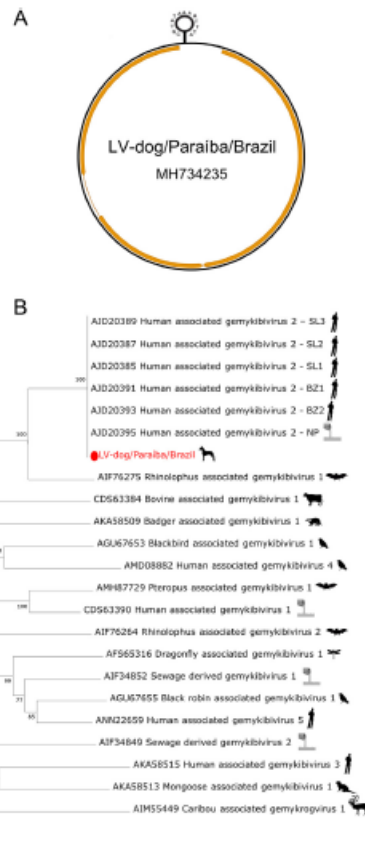 A
LV-dog/Paraíba/Brazil
MH734235
B
AJD20389 Human associated gemykibivirus 2 - SL3
AJD20387 Human associated gemykibivirus 2 - SL2
AJD20385 Human associated gemykibivirus 2 - SL1
100
AJD20391 Human associated gemykibivirus 2 - BZ1
AJD20393 Human associated gemykibivirus 2 - BZ2
100
AJD20395 Human associated gemykibivirus 2 - NP
LV-dog/Paraíba/Brazil
AIF76275 Rhinolophus associated gemykibivirus 1
CDS63384 Bovine associated gemykibivirus 1
AKA58509 Badger associated gemykibivirus 1
AGU67653 Blackbird associated gemykibivirus 1
AMD08882 Human associated gemykibivirus 4
AMH87729 Pteropus associated gemykibivirus 1
100
CDS63390 Human associated gemykibivirus 1
AIF76264 Rhinolophus associated gemykibivirus 2
AFS65316 Dragonfly associated gemykibivirus 1
AIF34852 Sewage derived gemykibivirus 1
77
AGU67655 Black robin associated gemykibivirus 1
ANN22659 Human associated gemykibivirus 5
AIF34849 Sewage derived gemykibivirus 2
AKA58515 Human associated gemykibivirus 3
AKA58513 Mongoose associated gemykibivirus 1
AIM55449 Caribou associated gemykrogvirus 1